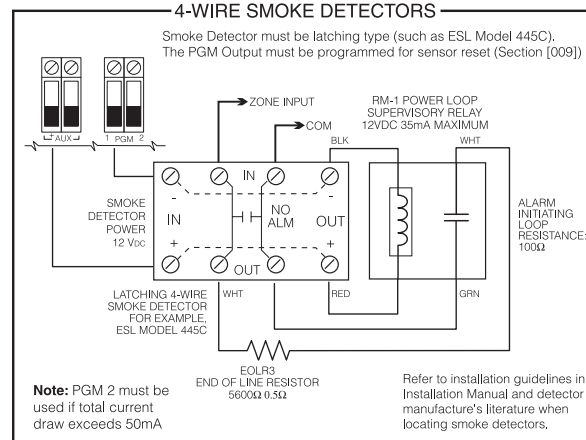 4-WIRE SMOKE DETECTORS
Smoke Detector must be latching type (such as ESL Model 445C).
The PGM Output must be programmed for sensor reset (Section [009])
+ AUX -
1 PGM 2
ZONE INPUT
COM
RM-1 POWER LOOP
SUPERVISORY RELAY
12VDC 35mA MAXIMUM
BLK
WHT
IN
-
-
SMOKE
DETECTOR
POWER
12 VDC
IN
NO
ALM
OUT
+
+
OUT
ALARM
INITIATING
LOOP
RESISTANCE:
100Ω
LATCHING 4-WIRE
SMOKE DETECTOR
FOR EXAMPLE,
ESL MODEL 445C
WHT
RED
GRN
EOLR3
END OF LINE RESISTOR
5600Ω 0.5Ω
Note: PGM 2 must be
used if total current
draw exceeds 50mA
Refer to installation guidelines in
Installation Manual and detector
manufacture's literature when
locating smoke detectors.